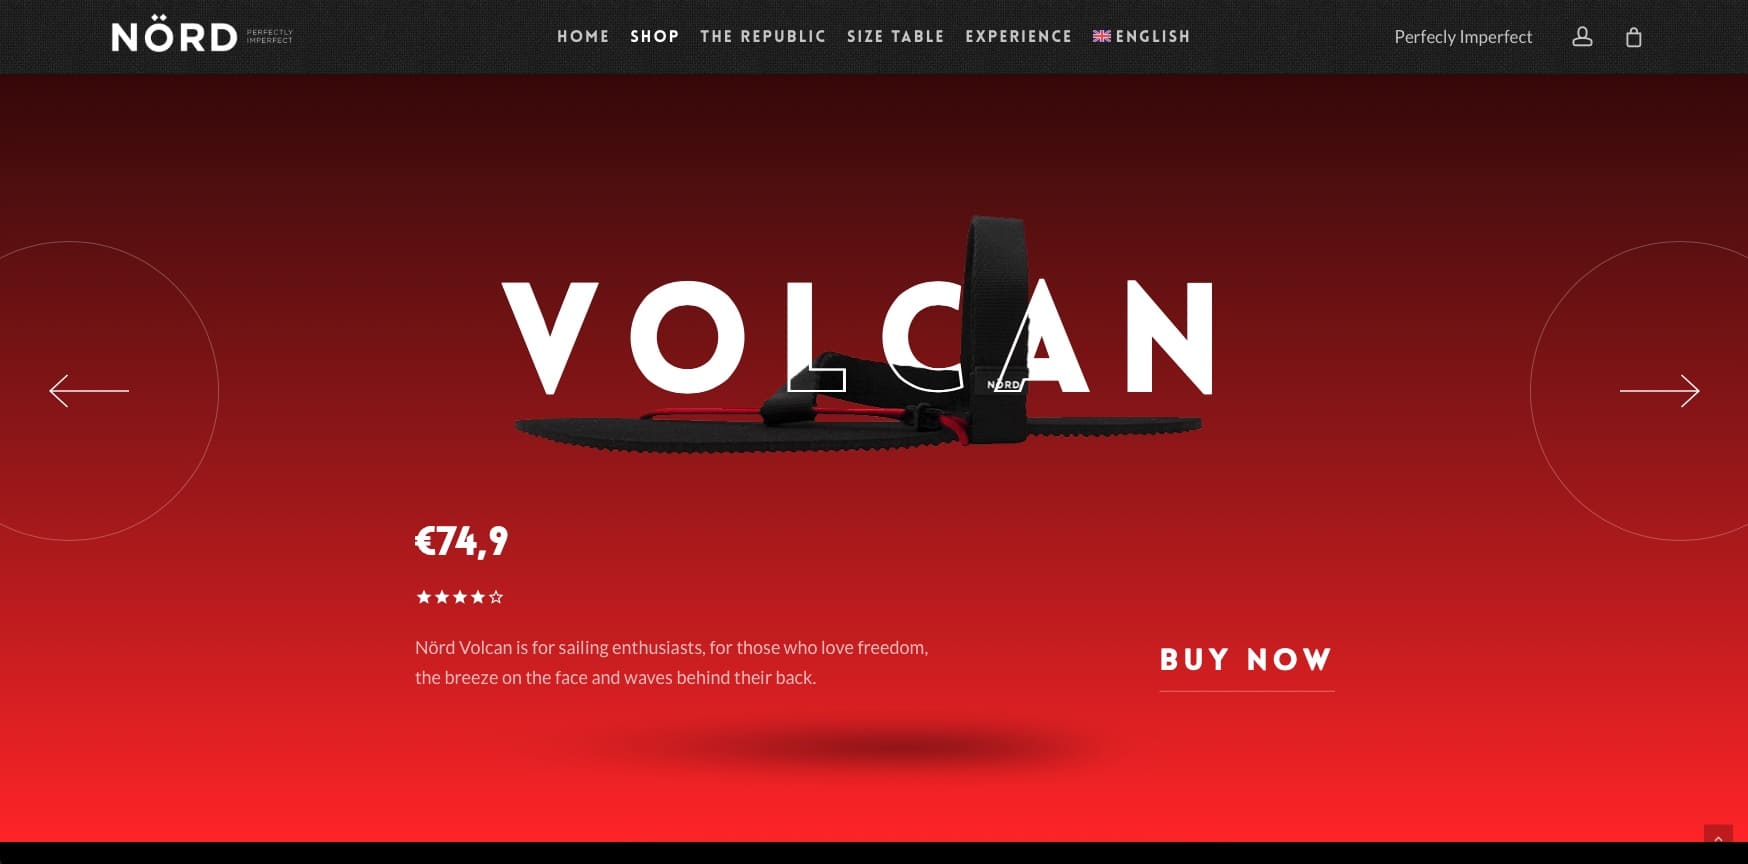 NÖRD
PERFECTLY
IMPERFECT
HOME SHOP THE REPUBLIC SIZE TABLE EXPERIENCE ENGLISH
Perfecly Imperfect
VOLCAN
NÖRD
€74,9
Nörd Volcan is for sailing enthusiasts, for those who love freedom,
the breeze on the face and waves behind their back.
BUY NOW